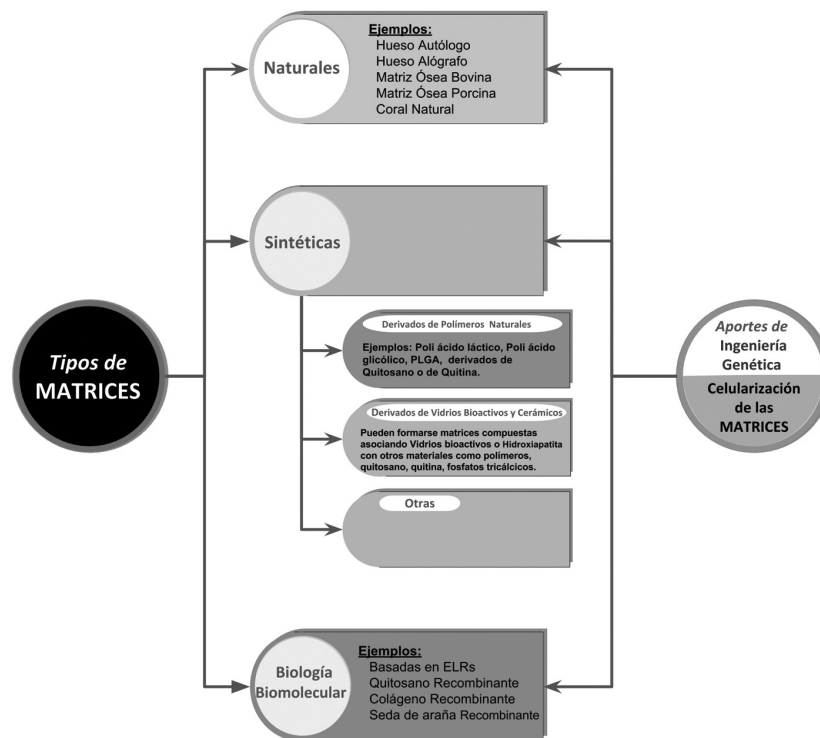 Naturales
Ejemplos:
Hueso Autólogo
Hueso Alógrafo
Matriz Ósea Bovina
Matriz Ósea Porcina
Coral Natural
Sintéticas
Derivados de Polímeros Naturales
Ejemplos: Poli ácido láctico, Poli ácido
glicólico, PLGA, derivados de
Quitosano o de Quitina.
Tipos de
MATRICES
Aportes de
Ingeniería
Genética
Celularización
de las
MATRICES
Derivados de Vidrios Bioactivos y Cerámicos
Pueden formarse matrices compuestas
asociando Vidrios bioactivos o Hidroxiapatita
con otros materiales como polímeros,
quitosano, quitina, fosfatos tricálcicos.
Otras
Biología
Biomolecular
Ejemplos:
Basadas en ELRs
Quitosano Recombinante
Colágeno Recombinante
Seda de araña Recombinante